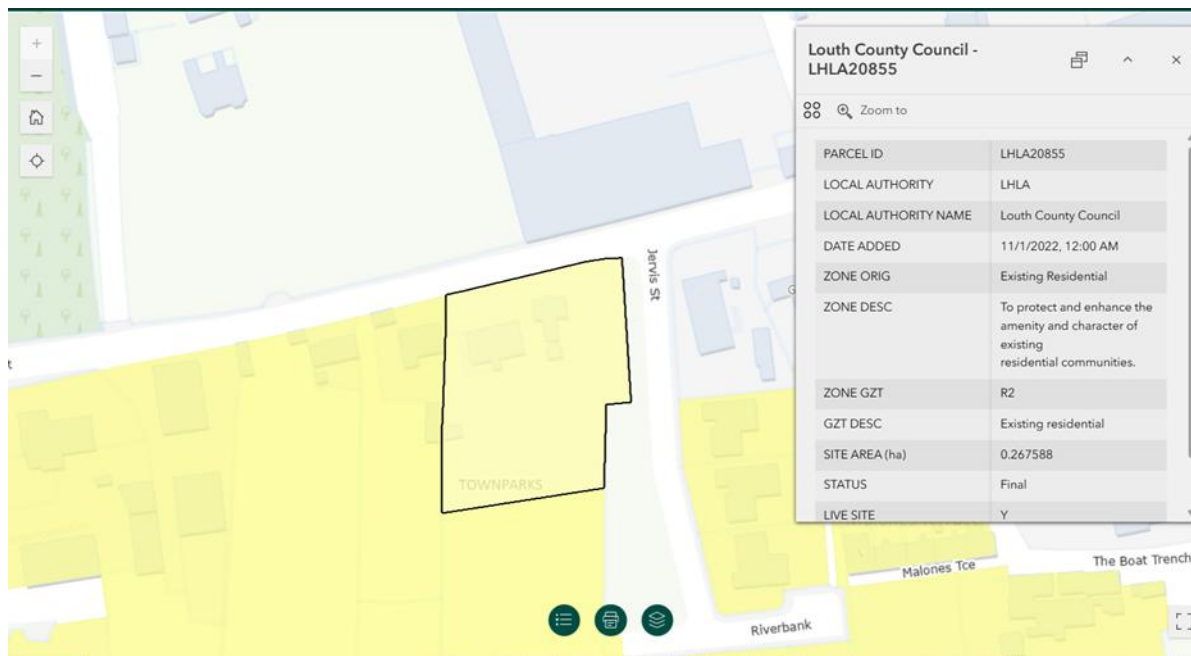 Louth County Council -
LHLA20855
Zoom to
PARCEL ID LHLA20855
LOCAL AUTHORITY LHLA
LOCAL AUTHORITY NAME Louth County Council
DATE ADDED 11/1/2022, 12:00 AM
ZONE ORIG Existing Residential
ZONE DESC To protect and enhance the
amenity and character of
existing
residential communities.
ZONE GZT R2
GZT DESC Existing residential
SITE AREA (ha) 0.267588
STATUS Final
LIVE SITE Y
Jervis St
G
t
TOWNPARKS
Malones Tce
The Boat Trench
Riverbank